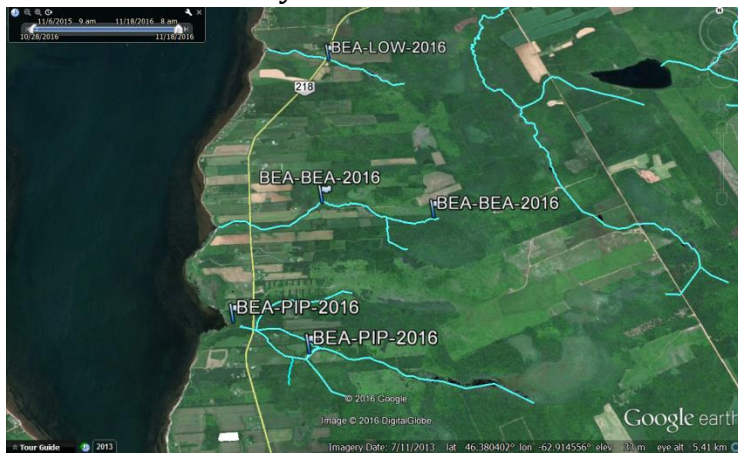 11/6/2015...9 am 11/18/2016...8 am
10/28/2016 11/18/2016
N
BEA-LOW-2016
218
BEA-BEA-2016
BEA-BEA-2016
BEA-PIP-2016
BEA-PIP-2016
© 2016 Google
Image © 2016 DigitalGlobe
Google earth
Tour Guide 2013
Imagery Date: 7/11/2013 lat 46.380402° lon -62.914556° elev 33 m eye alt 5.41 km